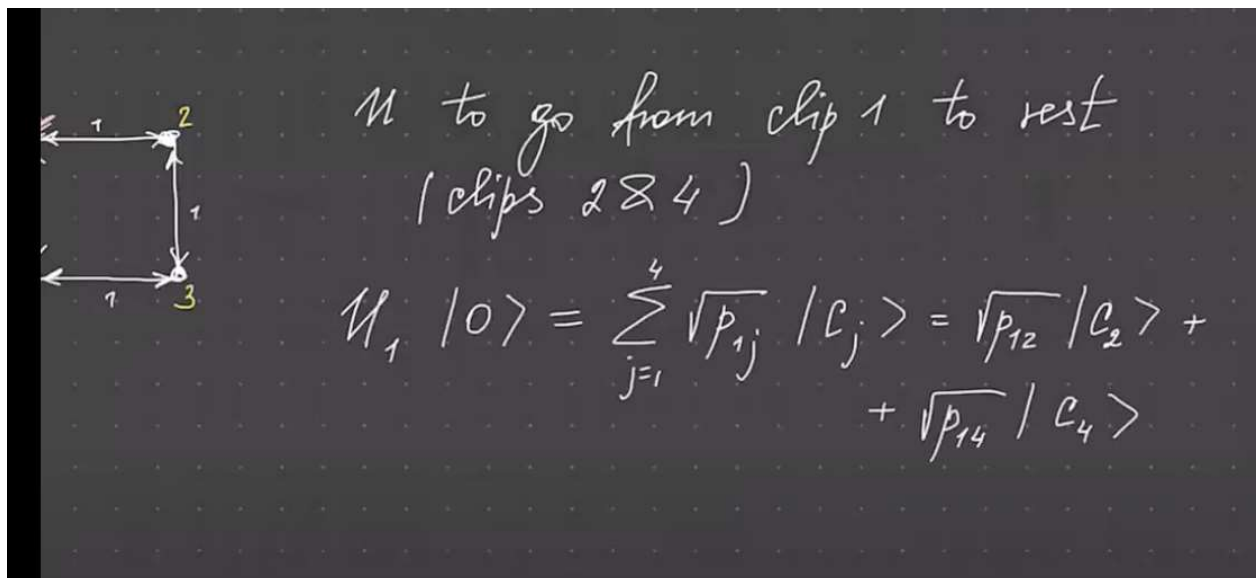 1
2
1
1
3
U to go from clip 1 to rest
(clips 2 & 4)
U₁ |0> = ∑_{j=1}^{4} √p₁ⱼ |Cⱼ> = √p₁₂ |C₂> +
+ √p₁₄ |C₄>